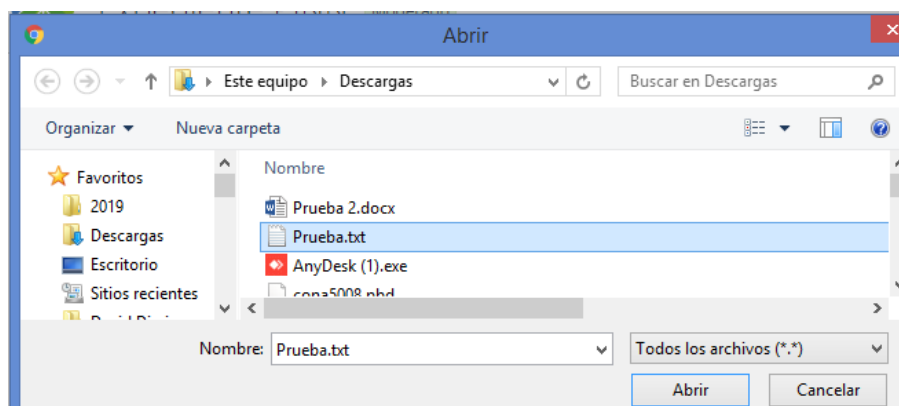 Abrir
Este equipo Descargas
Buscar en Descargas
Organizar
Nueva carpeta
Nombre
Favoritos
2019
Descargas
Escritorio
Sitios recientes
Prueba 2.docx
Prueba.txt
AnyDesk (1).exe
Nombre: Prueba.txt
Todos los archivos (*.*)
Abrir
Cancelar